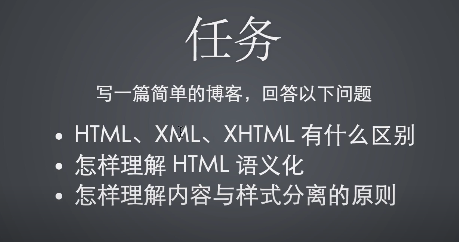 任务
写一篇简单的博客，回答以下问题
• HTML、XML、XHTML 有什么区别
• 怎样理解 HTML 语义化
• 怎样理解内容与样式分离的原则